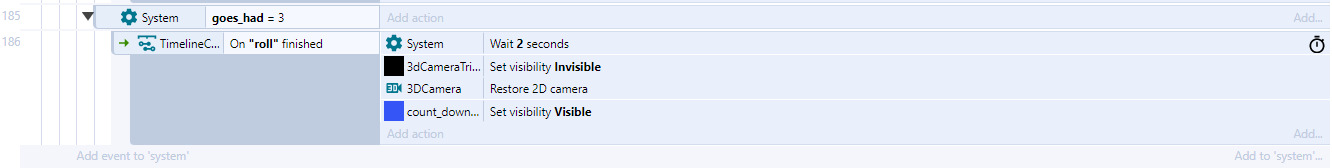 185 System goes_had = 3 Add action Add...
186 TimelineC... On "roll" finished System Wait 2 seconds
3dCameraTri... Set visibility Invisible
3D 3DCamera Restore 2D camera
count_down... Set visibility Visible
Add action Add...
Add event to 'system' Add to 'system'...